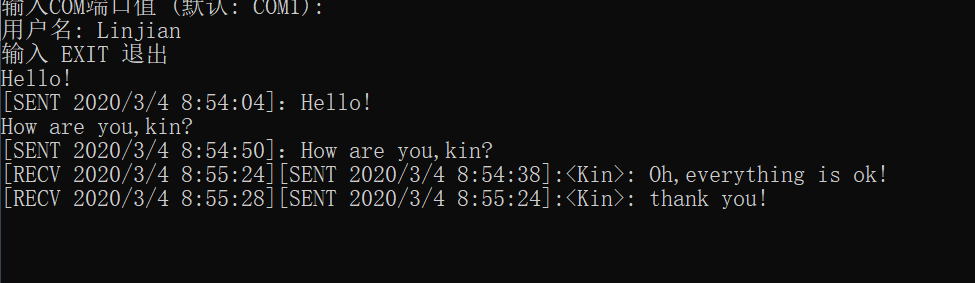 输入COM端口值 (默认: COM1):
用户名: Linjian
输入 EXIT 退出
Hello!
[SENT 2020/3/4 8:54:04]: Hello!
How are you,kin?
[SENT 2020/3/4 8:54:50]: How are you,kin?
[RECV 2020/3/4 8:55:24][SENT 2020/3/4 8:54:38]:<Kin>: Oh,everything is ok!
[RECV 2020/3/4 8:55:28][SENT 2020/3/4 8:55:24]:<Kin>: thank you!